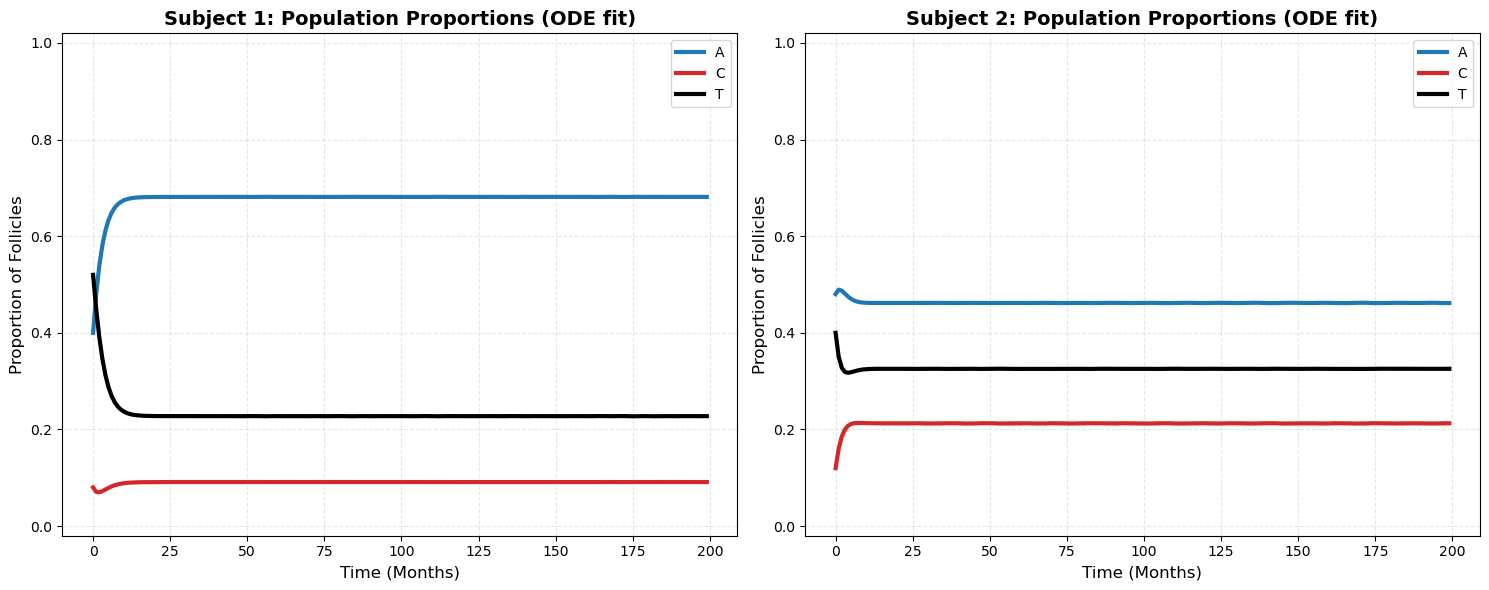 Subject 1: Population Proportions (ODE fit)
A
C
T
1.0
0.8
0.6
0.4
0.2
0.0
Proportion of Follicles
0 25 50 75 100 125 150 175 200
Time (Months)
Subject 2: Population Proportions (ODE fit)
A
C
T
1.0
0.8
0.6
0.4
0.2
0.0
Proportion of Follicles
0 25 50 75 100 125 150 175 200
Time (Months)